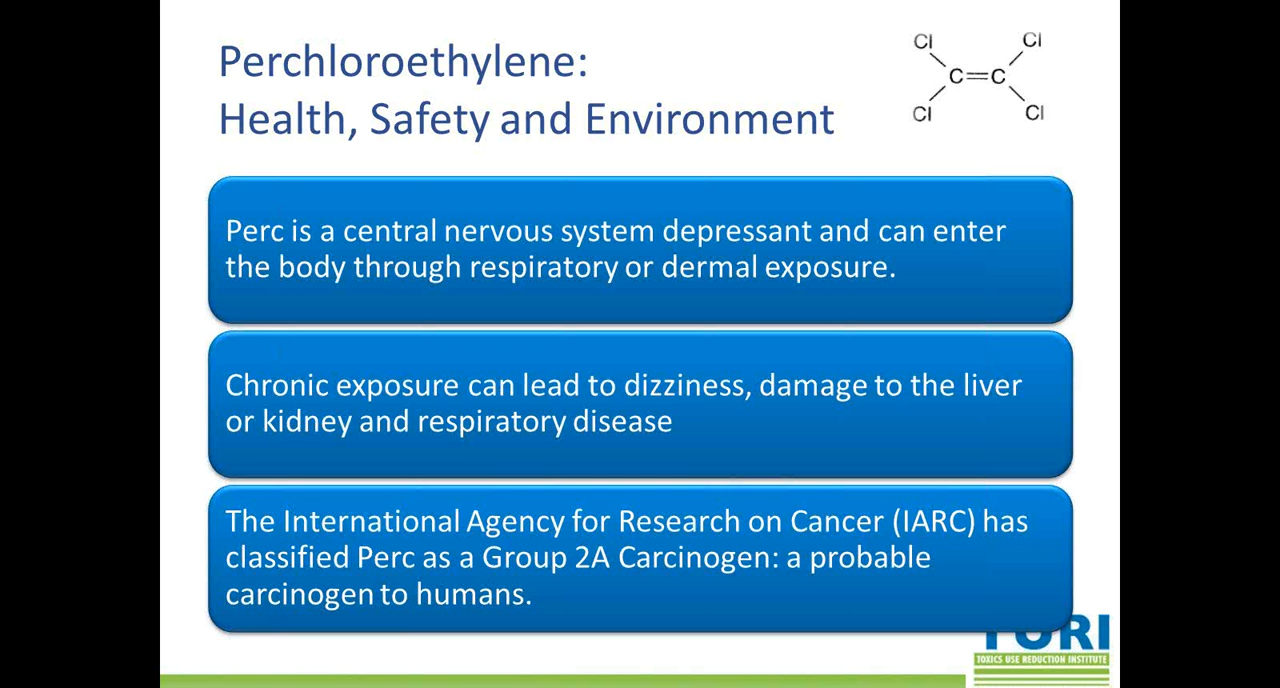 Perchloroethylene:
Health, Safety and Environment
Cl Cl
C=C
Cl Cl
Perc is a central nervous system depressant and can enter
the body through respiratory or dermal exposure.
Chronic exposure can lead to dizziness, damage to the liver
or kidney and respiratory disease
The International Agency for Research on Cancer (IARC) has
classified Perc as a Group 2A Carcinogen: a probable
carcinogen to humans.
TURI
TOXICS USE REDUCTION INSTITUTE